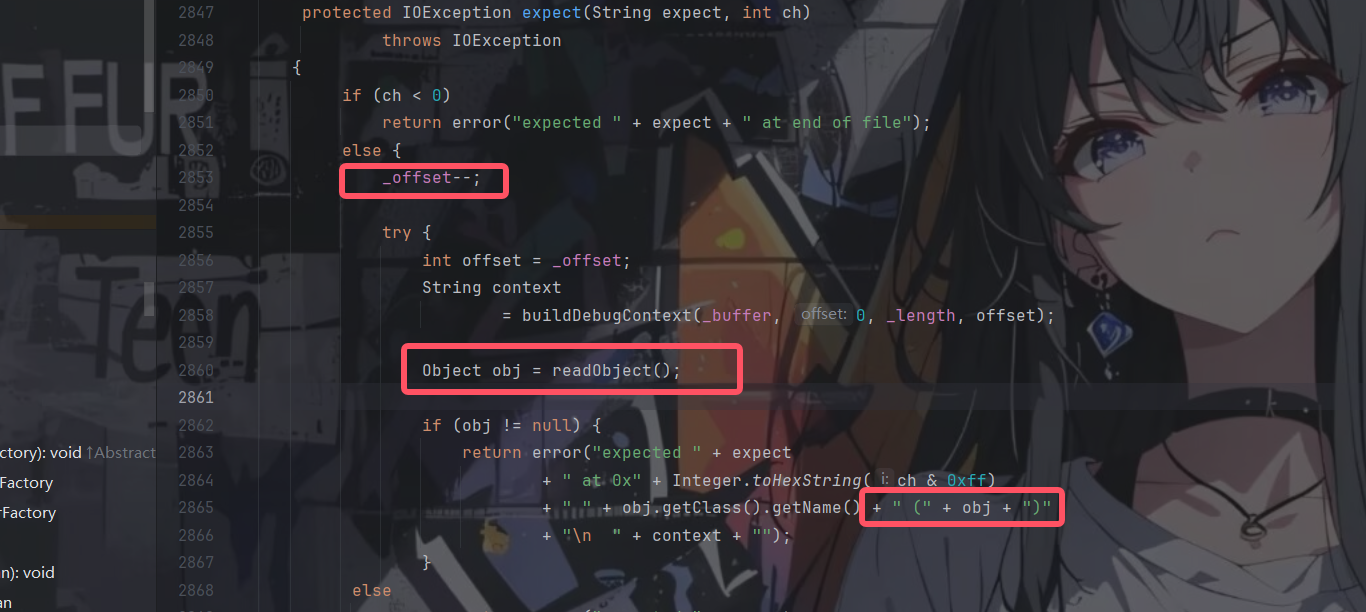 2847 protected IOException expect(String expect, int ch)
2848 throws IOException
2849 {
2850 if (ch < 0)
2851 return error("expected " + expect + " at end of file");
2852 else {
2853 _offset--;
2854
2855 try {
2856 int offset = _offset;
2857 String context
2858 = buildDebugContext(_buffer, offset: 0, _length, offset);
2859
2860 Object obj = readObject();
2861
2862 if (obj != null) {
2863 return error("expected " + expect
2864 + " at 0x" + Integer.toHexString( i: ch & 0xff)
2865 + " " + obj.getClass().getName() + " (" + obj + ")"
2866 + "\n " + context + "");
2867 }
2868 else
ctory): void ↑Abstract
Factory
rFactory
n): void
an
FFUP
Teen